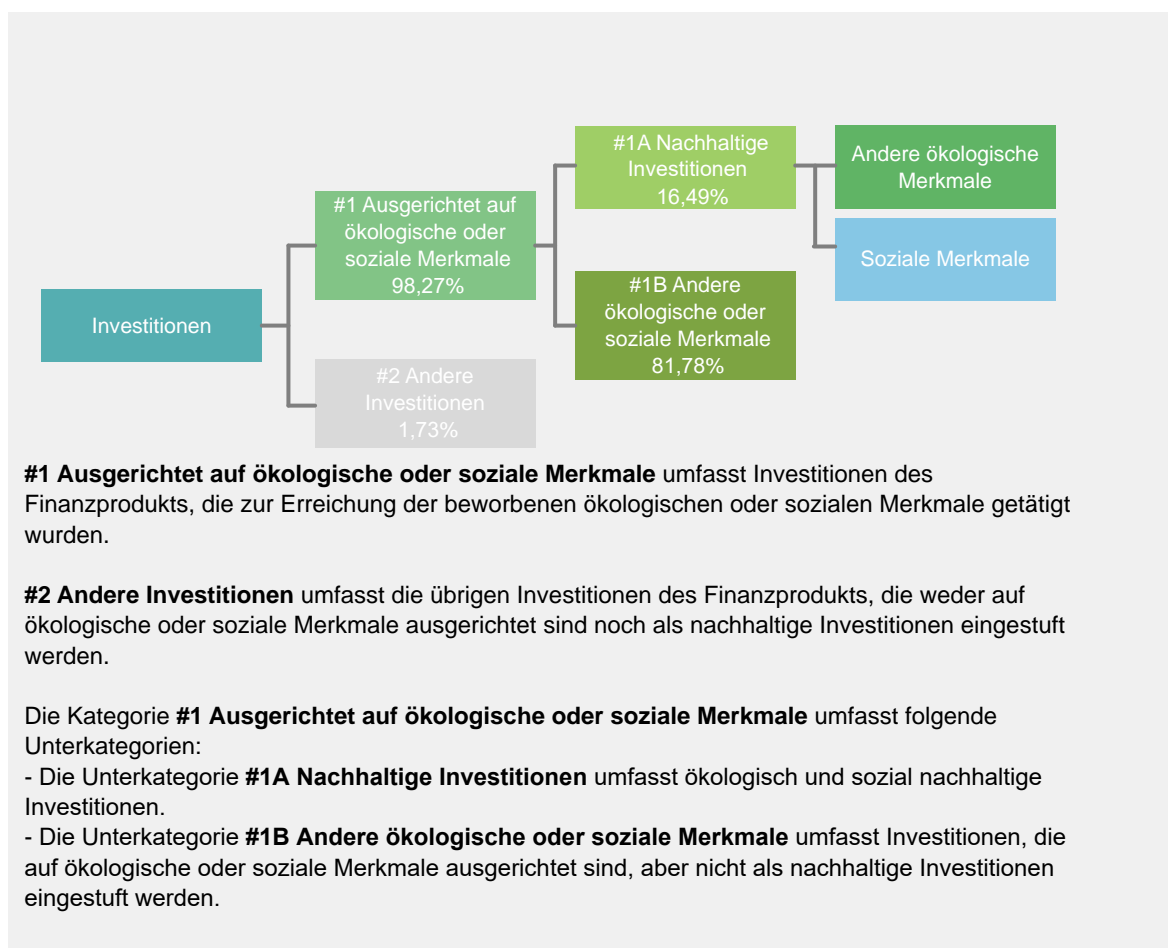 #1A Nachhaltige
Investitionen
16,49%
Andere ökologische
Merkmale
#1 Ausgerichtet auf
ökologische oder
soziale Merkmale
98,27%
Soziale Merkmale
#1B Andere
ökologische oder
soziale Merkmale
81,78%
Investitionen
#2 Andere
Investitionen
1,73%
#1 Ausgerichtet auf ökologische oder soziale Merkmale umfasst Investitionen des
Finanzprodukts, die zur Erreichung der beworbenen ökologischen oder sozialen Merkmale getätigt
wurden.
#2 Andere Investitionen umfasst die übrigen Investitionen des Finanzprodukts, die weder auf
ökologische oder soziale Merkmale ausgerichtet sind noch als nachhaltige Investitionen eingestuft
werden.
Die Kategorie #1 Ausgerichtet auf ökologische oder soziale Merkmale umfasst folgende
Unterkategorien:
- Die Unterkategorie #1A Nachhaltige Investitionen umfasst ökologisch und sozial nachhaltige
Investitionen.
- Die Unterkategorie #1B Andere ökologische oder soziale Merkmale umfasst Investitionen, die
auf ökologische oder soziale Merkmale ausgerichtet sind, aber nicht als nachhaltige Investitionen
eingestuft werden.